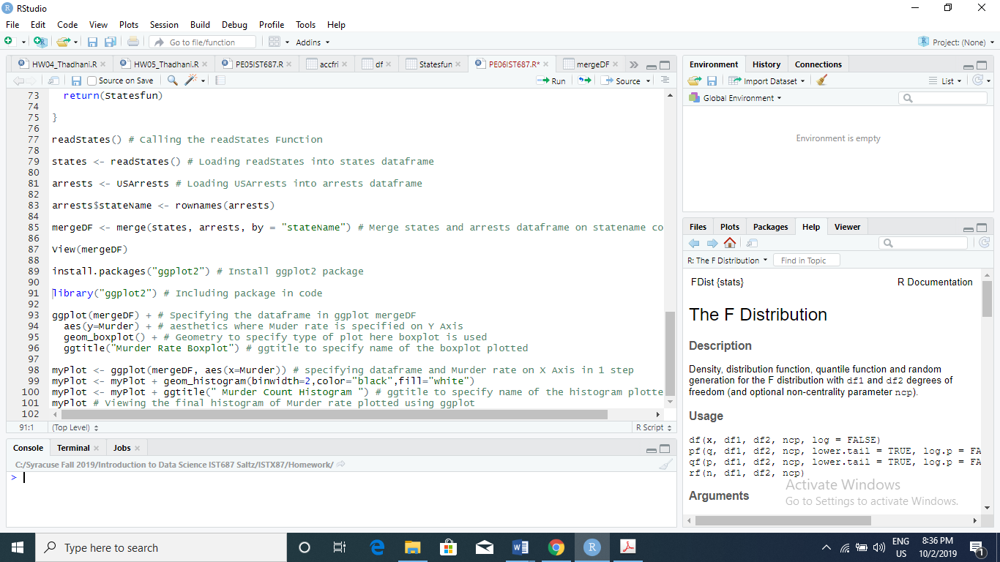 RStudio
File Edit Code View Plots Session Build Debug Profile Tools Help
Go to file/function Addins Project: (None)
HW04_Thadhani.R HW05_Thadhani.R PE05IST687.R accfri df Statesfun PE06IST687.R* mergeDF
Source on Save Run Source
73 return(Statesfun)
74
75 }
76
77 readStates() # Calling the readStates Function
78
79 states <- readStates() # Loading readStates into states dataframe
80
81 arrests <- USArrests # Loading USArrests into arrests dataframe
82
83 arrests$stateName <- rownames(arrests)
84
85 mergeDF <- merge(states, arrests, by = "stateName") # Merge states and arrests dataframe on statename co
86
87 View(mergeDF)
88
89 install.packages("ggplot2") # Install ggplot2 package
90
91 library("ggplot2") # Including package in code
92
93 ggplot(mergeDF) + # Specifying the dataframe in ggplot mergeDF
94 aes(y=Murder) + # aesthetics where Muder rate is specified on Y Axis
95 geom_boxplot() + # Geometry to specify type of plot here boxplot is used
96 ggtitle("Murder Rate Boxplot") # ggtitle to specify name of the boxplot plotted
97
98 myPlot <- ggplot(mergeDF, aes(x=Murder)) # specifying dataframe and Murder rate on X Axis in 1 step
99 myPlot <- myPlot + geom_histogram(binwidth=2,color="black",fill="white")
100 myPlot <- myPlot + ggtitle(" Murder Count Histogram ") # ggtitle to specify name of the histogram plotte
101 myPlot # Viewing the final histogram of Murder rate plotted using ggplot
102
91:1 (Top Level) R Script
Console Terminal Jobs
C:/Syracuse Fall 2019/Introduction to Data Science IST687 Saltz/ISTX87/Homework/
>
Environment History Connections
Import Dataset List
Global Environment
Environment is empty
Files Plots Packages Help Viewer
R: The F Distribution Find in Topic
FDist {stats} R Documentation
The F Distribution
Description
Density, distribution function, quantile function and random
generation for the F distribution with df1 and df2 degrees of
freedom (and optional non-centrality parameter ncp).
Usage
df(x, df1, df2, ncp, log = FALSE)
pf(q, df1, df2, ncp, lower.tail = TRUE, log.p = FA
qf(p, df1, df2, ncp, lower.tail = TRUE, log.p = FA
rf(n, df1, df2, ncp)
Arguments
Activate Windows
Go to Settings to activate Windows.
Type here to search
ENG
US
8:36 PM
10/2/2019
1